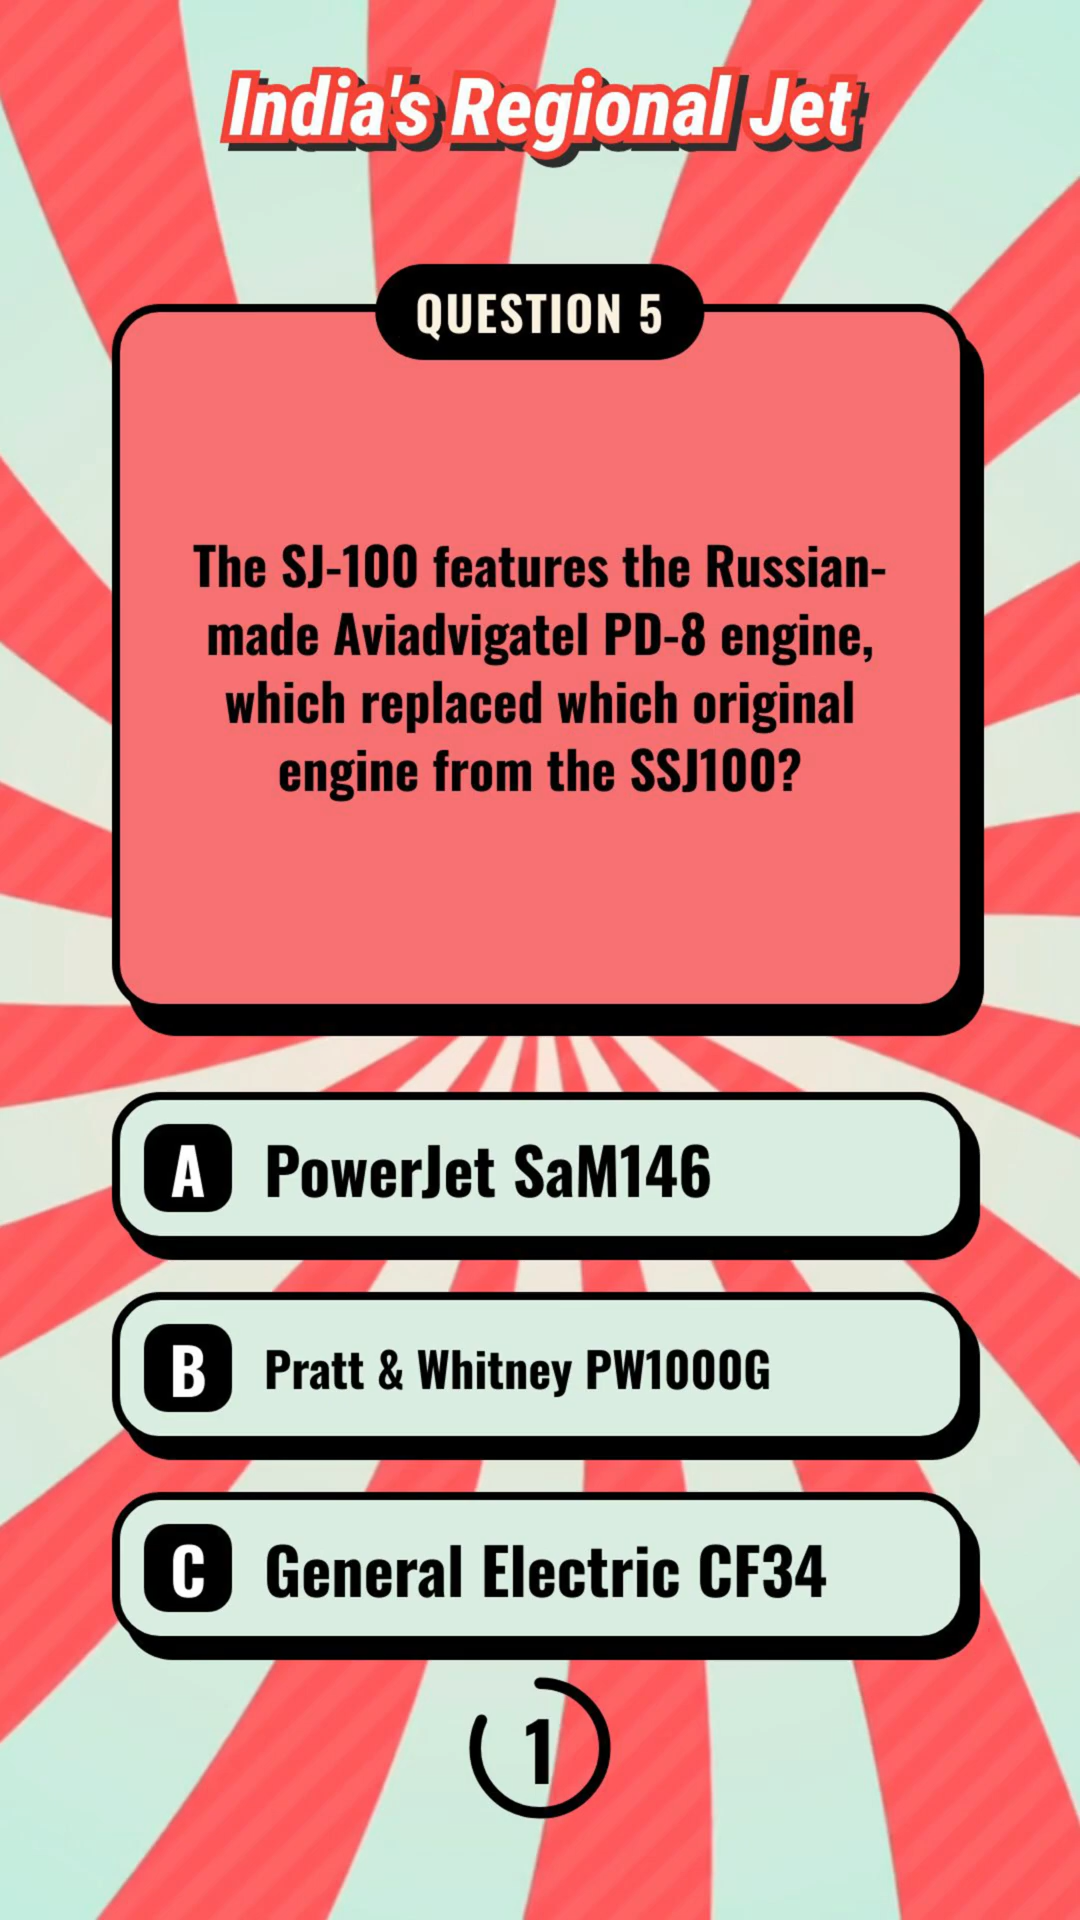 India's Regional Jet
QUESTION 5
The SJ-100 features the Russian-
made Aviadvigatel PD-8 engine,
which replaced which original
engine from the SSJ100?
A PowerJet SaM146
B Pratt & Whitney PW1000G
C General Electric CF34
1